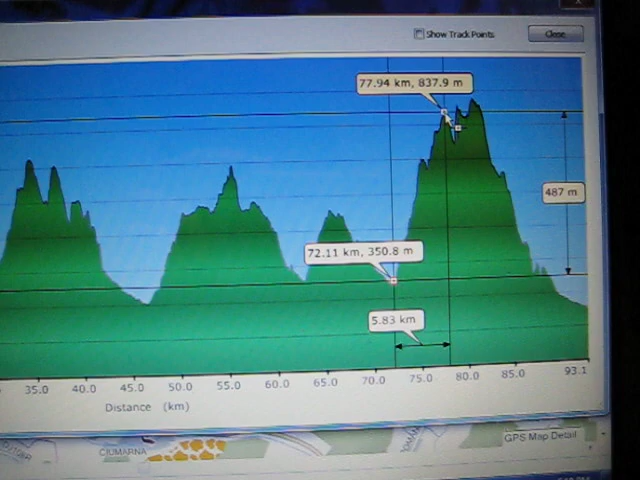 Show Track Points
Close
77.94 km, 837.9 m
487 m
72.11 km, 350.8 m
5.83 km
35.0 40.0 45.0 50.0 55.0 60.0 65.0 70.0 75.0 80.0 85.0 93.1
Distance (km)
CIUMARNA
GPS Map Detail